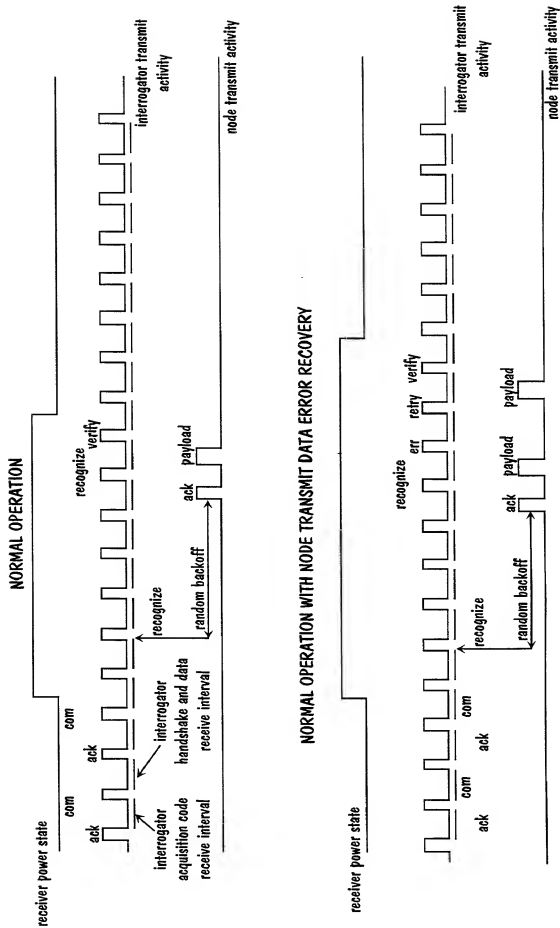 NORMAL OPERATION
receiver power state
ack
com
ack
com
recognize
verify
interrogator transmit
activity
interrogator
acquisition code
receive interval
interrogator
handshake and data
receive interval
recognize
random backoff
ack
payload
node transmit activity
NORMAL OPERATION WITH NODE TRANSMIT DATA ERROR RECOVERY
receiver power state
ack
com
ack
com
recognize
err
retry
verify
interrogator transmit
activity
recognize
random backoff
ack
payload
payload
node transmit activity